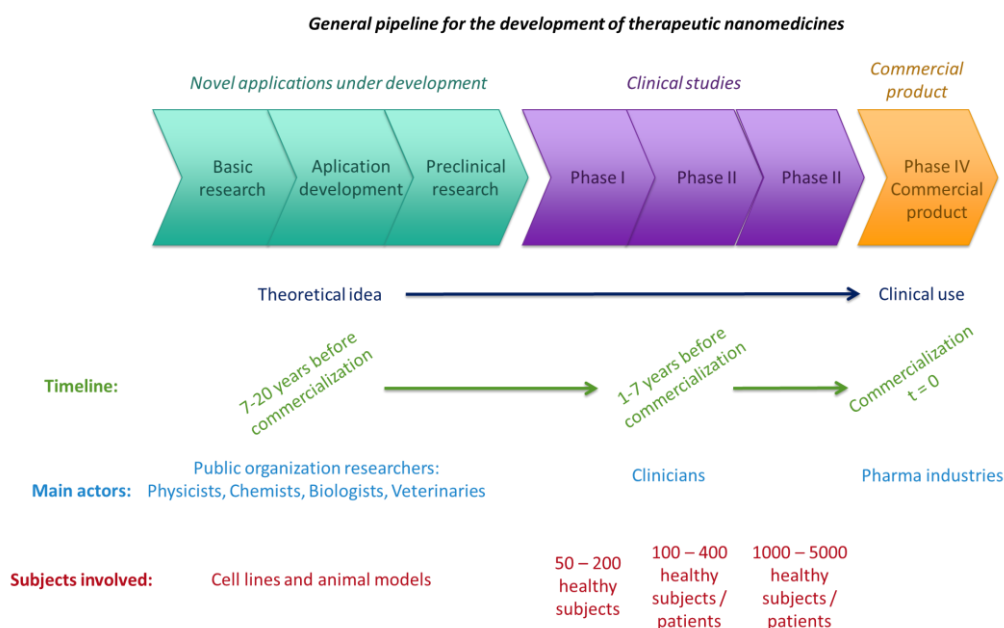 General pipeline for the development of therapeutic nanomedicines
Novel applications under development
Clinical studies
Commercial
product
Basic
research
Aplication
development
Preclinical
research
Phase I
Phase II
Phase II
Phase IV
Commercial
product
Theoretical idea
Clinical use
Timeline:
7-20 years before
commercialization
1-7 years before
commercialization
Commercialization
t = 0
Main actors:
Public organization researchers:
Physicists, Chemists, Biologists, Veterinaries
Clinicians
Pharma industries
Subjects involved:
Cell lines and animal models
50 – 200
healthy
subjects
100 – 400
healthy
subjects /
patients
1000 – 5000
healthy
subjects /
patients